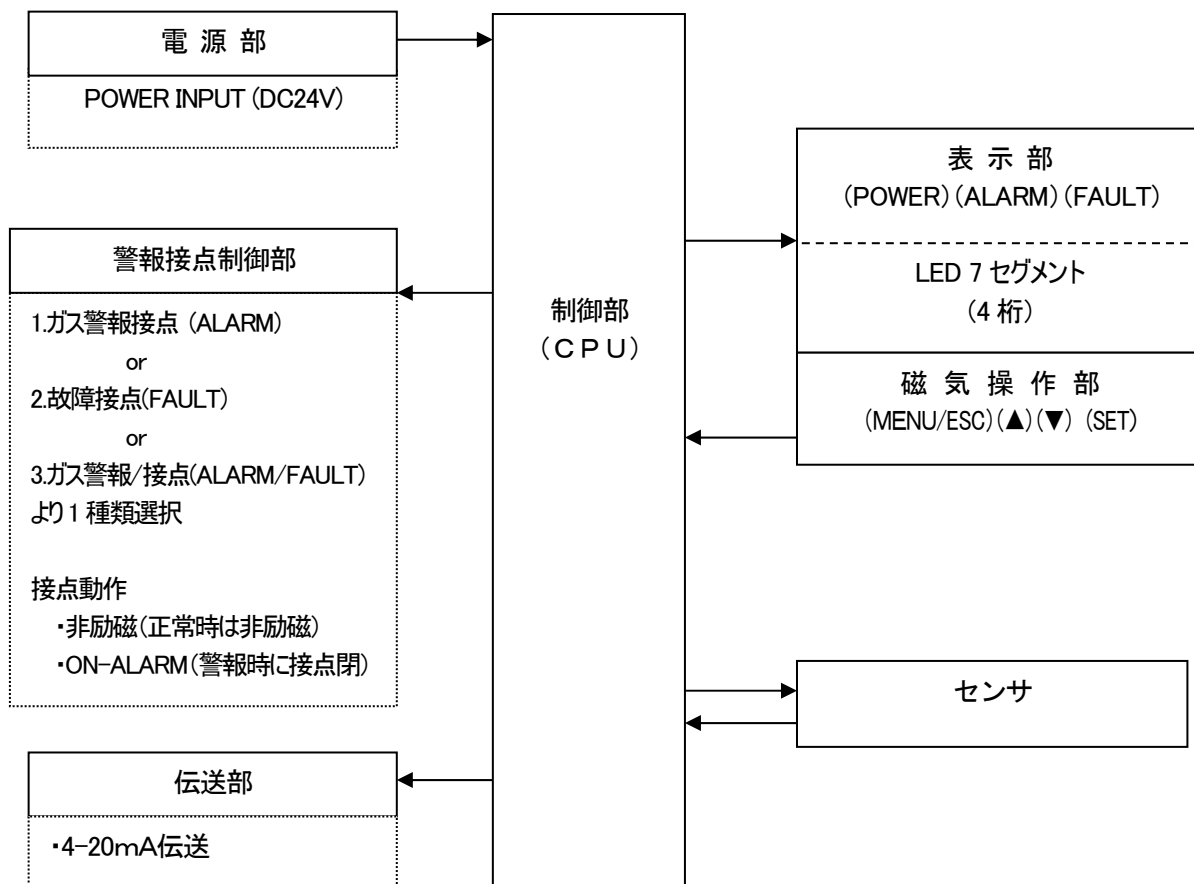 電 源 部
POWER INPUT (DC24V)
警報接点制御部
1.ガス警報接点 (ALARM)
or
2.故障接点(FAULT)
or
3.ガス警報/接点(ALARM/FAULT)
より1種類選択
接点動作
・非励磁(正常時は非励磁)
・ON-ALARM(警報時に接点閉)
伝送部
・4-20mA伝送
制御部
(CPU)
表 示 部
(POWER)(ALARM)(FAULT)
LED 7 セグメント
(4 桁)
磁 気 操 作 部
(MENU/ESC)(▲)(▼) (SET)
センサ